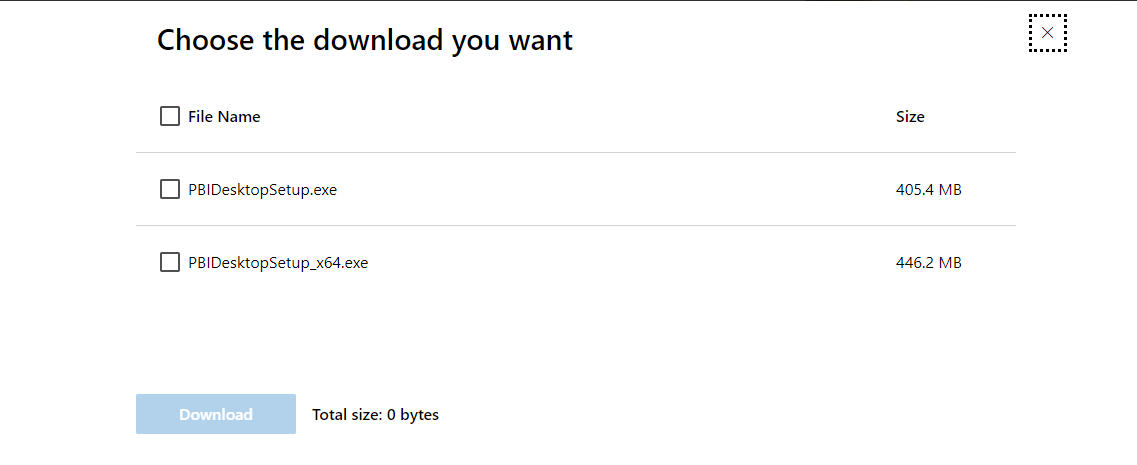 Choose the download you want
File Name Size
PBIDesktopSetup.exe 405.4 MB
PBIDesktopSetup_x64.exe 446.2 MB
Download Total size: 0 bytes